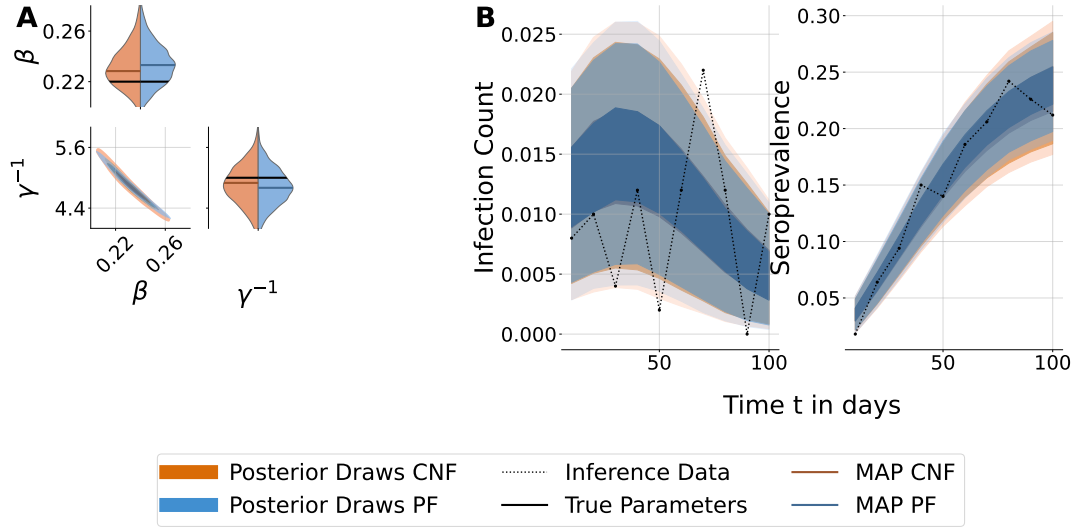 A
β
0.26
0.22
γ⁻¹
5.6
4.4
0.22
0.26
β
γ⁻¹
B
Infection Count
0.025
0.020
0.015
0.010
0.005
0.000
50
100
Seroprevalence
0.30
0.25
0.20
0.15
0.10
0.05
50
100
Time t in days
Posterior Draws CNF
Inference Data
MAP CNF
Posterior Draws PF
True Parameters
MAP PF